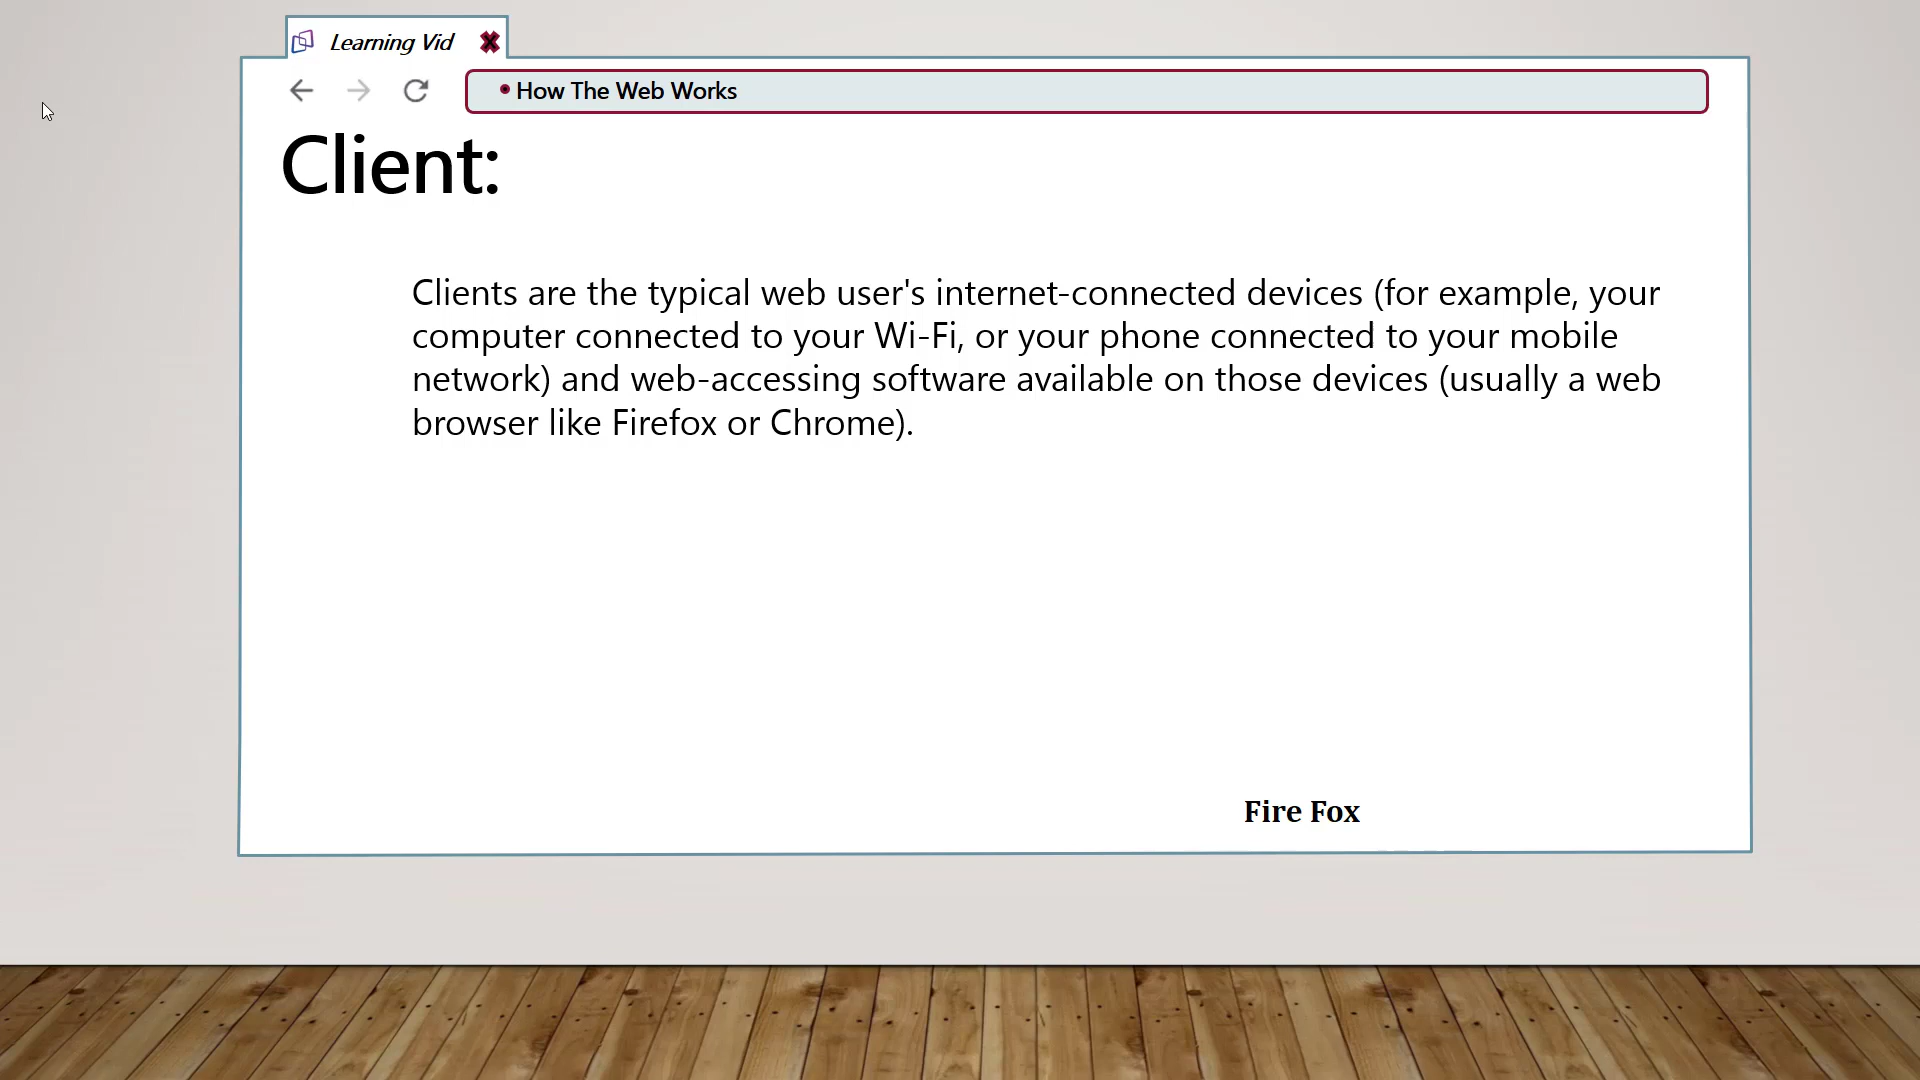 Learning Vid
• How The Web Works
Client:
Clients are the typical web user's internet-connected devices (for example, your
computer connected to your Wi-Fi, or your phone connected to your mobile
network) and web-accessing software available on those devices (usually a web
browser like Firefox or Chrome).
Fire Fox